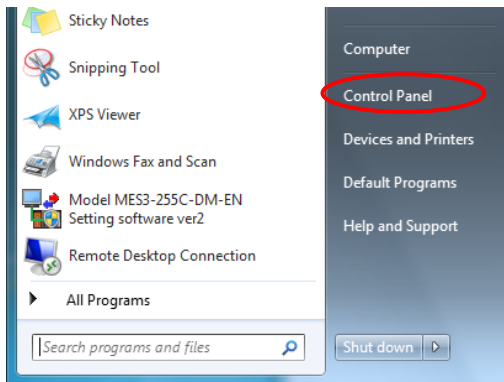 Sticky Notes
Snipping Tool
XPS Viewer
Windows Fax and Scan
Model MES3-255C-DM-EN
Setting software ver2
Remote Desktop Connection
All Programs
Search programs and files
Computer
Control Panel
Devices and Printers
Default Programs
Help and Support
Shut down